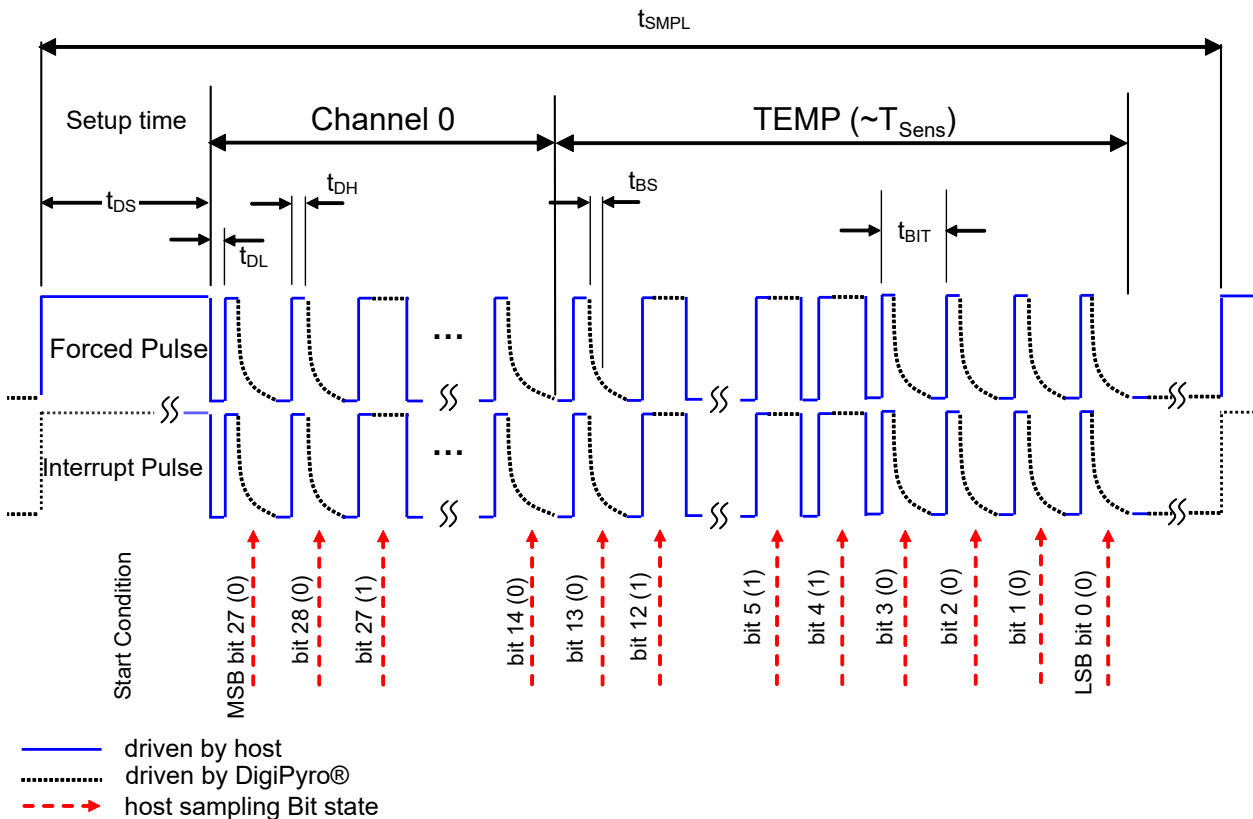 tSMPL
Setup time
Channel 0
TEMP (~TSens)
tDS
tDH
tBS
tDL
tBIT
Forced Pulse
...
Interrupt Pulse
...
Start Condition
MSB bit 27 (0)
bit 28 (0)
bit 27 (1)
bit 14 (0)
bit 13 (0)
bit 12 (1)
bit 5 (1)
bit 4 (1)
bit 3 (0)
bit 2 (0)
bit 1 (0)
LSB bit 0 (0)
driven by host
driven by DigiPyro®
host sampling Bit state